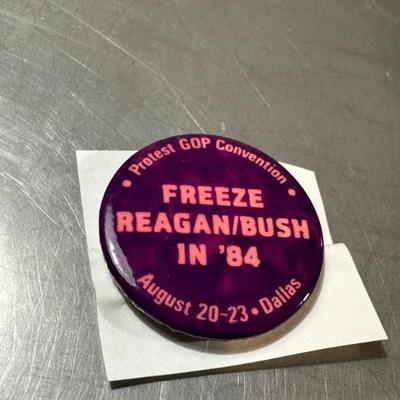 • Protest GOP Convention •
FREEZE
REAGAN/BUSH
IN '84
August 20-23 • Dallas